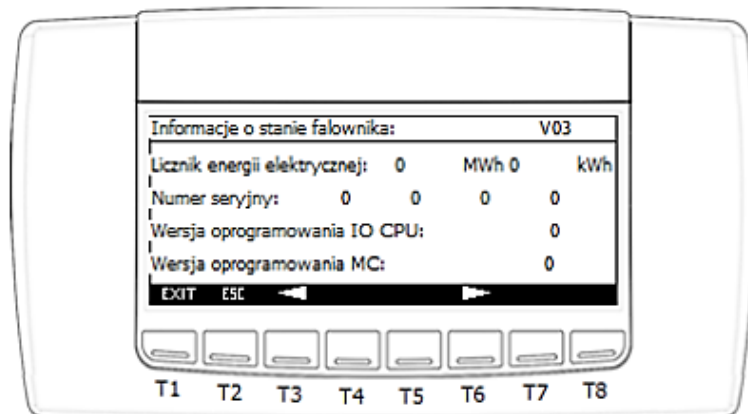 Informacje o stanie falownika: V03
Licznik energii elektrycznej: 0 MWh 0 kWh
Numer seryjny: 0 0 0 0
Wersja oprogramowania IO CPU: 0
Wersja oprogramowania MC: 0
EXIT ESC
T1 T2 T3 T4 T5 T6 T7 T8